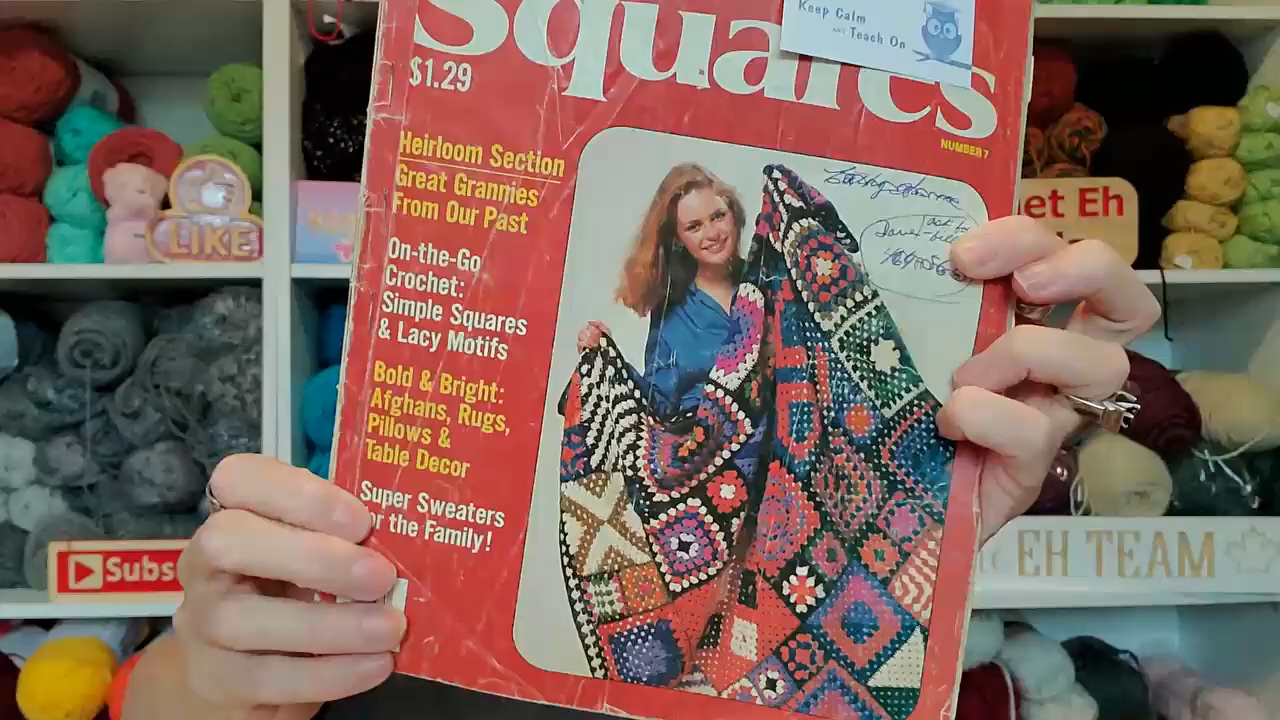 Squares
$1.29
Keep Calm
AND Teach On
NUMBER 7
Heirloom Section
Great Grannies
From Our Past
On-the-Go
Crochet:
Simple Squares
& Lacy Motifs
Bold & Bright:
Afghans, Rugs,
Pillows &
Table Decor
Super Sweaters
or the Family!
Ask for
LIKE
et Eh
Subs
EH TEAM